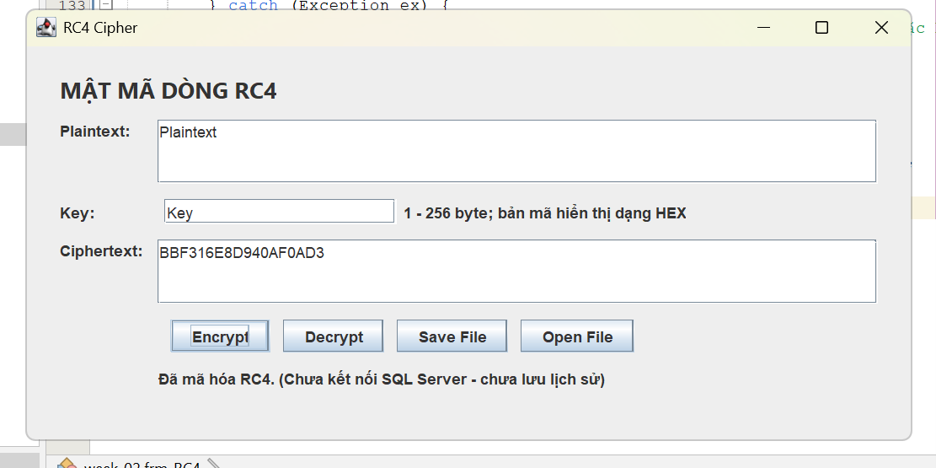 133 } catch (Exception ex) {
RC4 Cipher
MẬT MÃ DÒNG RC4
Plaintext: Plaintext
Key: Key 1 - 256 byte; bản mã hiển thị dạng HEX
Ciphertext: BBF316E8D940AF0AD3
Encrypt Decrypt Save File Open File
Đã mã hóa RC4. (Chưa kết nối SQL Server - chưa lưu lịch sử)